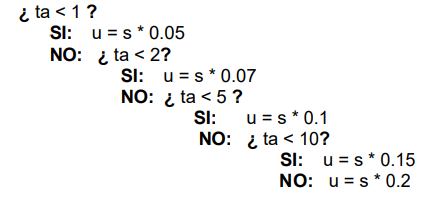 ¿ ta < 1 ?
SI: u = s * 0.05
NO: ¿ ta < 2?
SI: u = s * 0.07
NO: ¿ ta < 5 ?
SI: u = s * 0.1
NO: ¿ ta < 10?
SI: u = s * 0.15
NO: u = s * 0.2